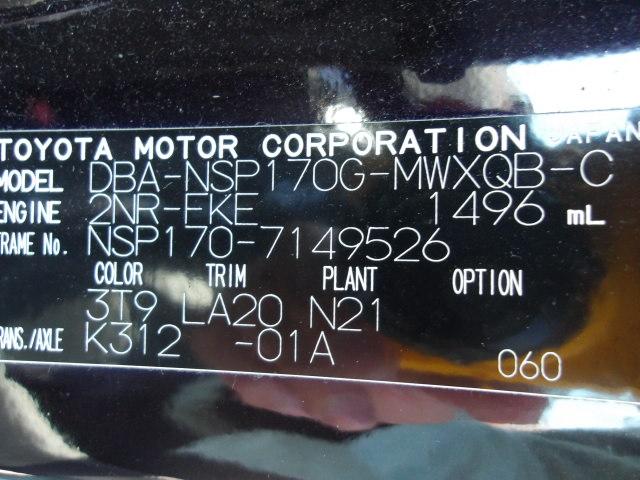 TOYOTA MOTOR CORPORATION JAPAN
MODEL DBA-NSP170G-MWXQB-C
ENGINE 2NR-FKE 1496 mL
FRAME No. NSP170-7149526
COLOR TRIM PLANT OPTION
3T9 LA20 N21
TRANS./AXLE K312 -01A
060